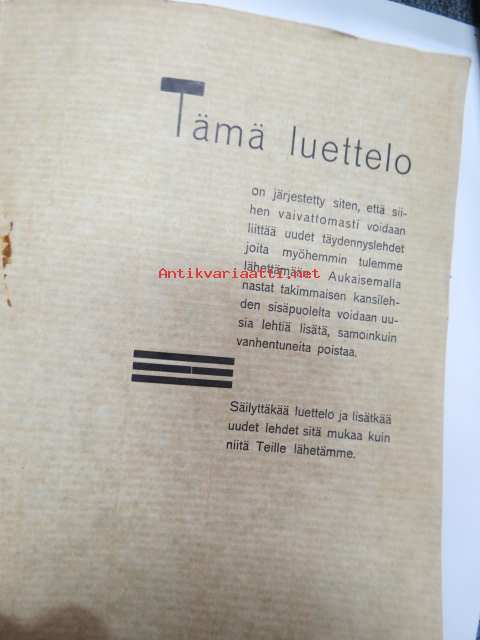 Tämä luettelo
on järjestetty siten, että sii-
hen vaivattomasti voidaan
liittää uudet täydennyslehdet
joita myöhemmin tulemme
Antikvariaatti.net
lähettämään. Aukaisemalla
nastat takimmaisen kansileh-
den sisäpuolelta voidaan uu-
sia lehtiä lisätä, samoinkuin
vanhentuneita poistaa.
Säilyttäkää luettelo ja lisätkää
uudet lehdet sitä mukaa kuin
niitä Teille lähetämme.